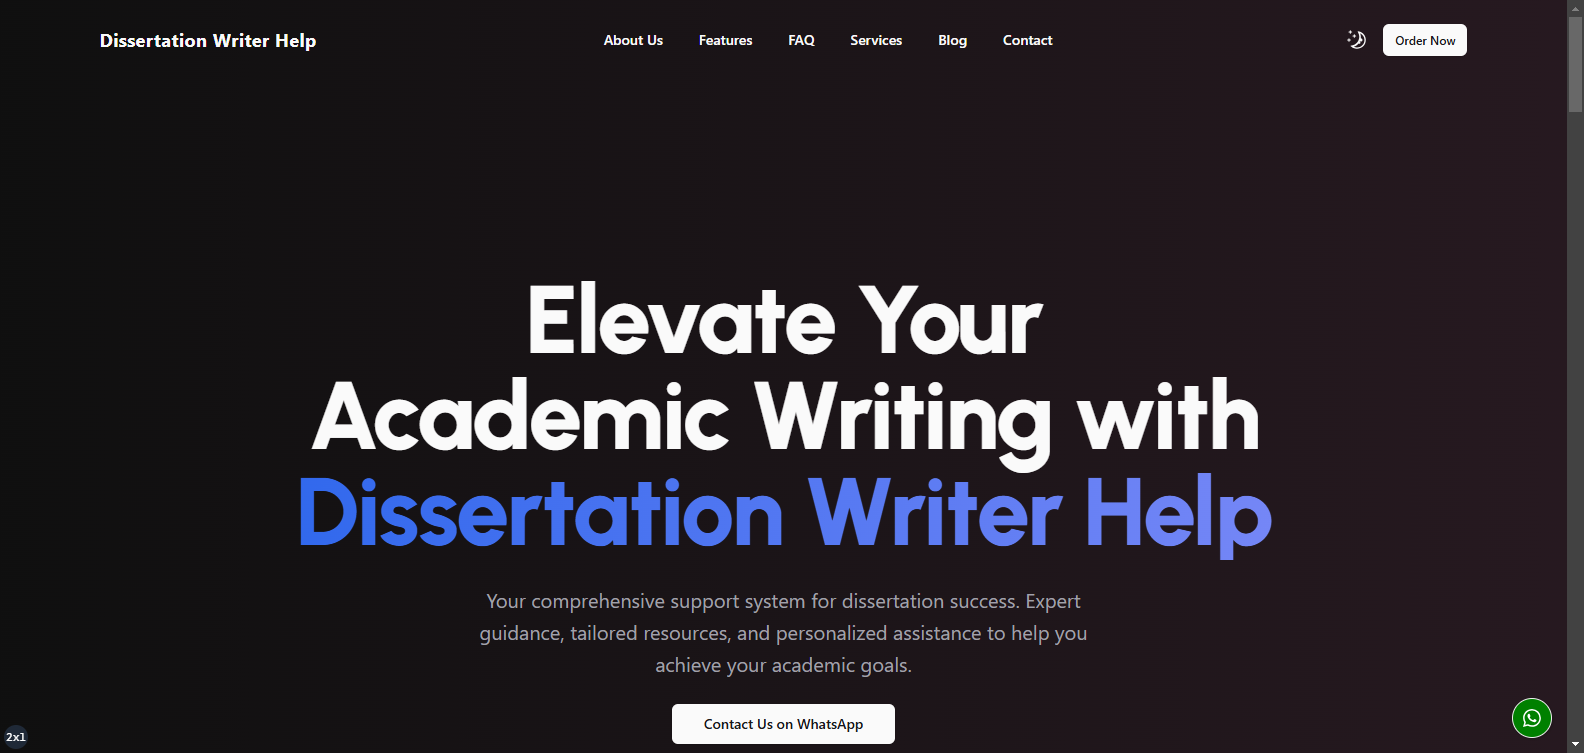 Dissertation Writer Help
About Us
Features
FAQ
Services
Blog
Contact
Order Now
Elevate Your
Academic Writing with
Dissertation Writer Help
Your comprehensive support system for dissertation success. Expert
guidance, tailored resources, and personalized assistance to help you
achieve your academic goals.
Contact Us on WhatsApp
2x1